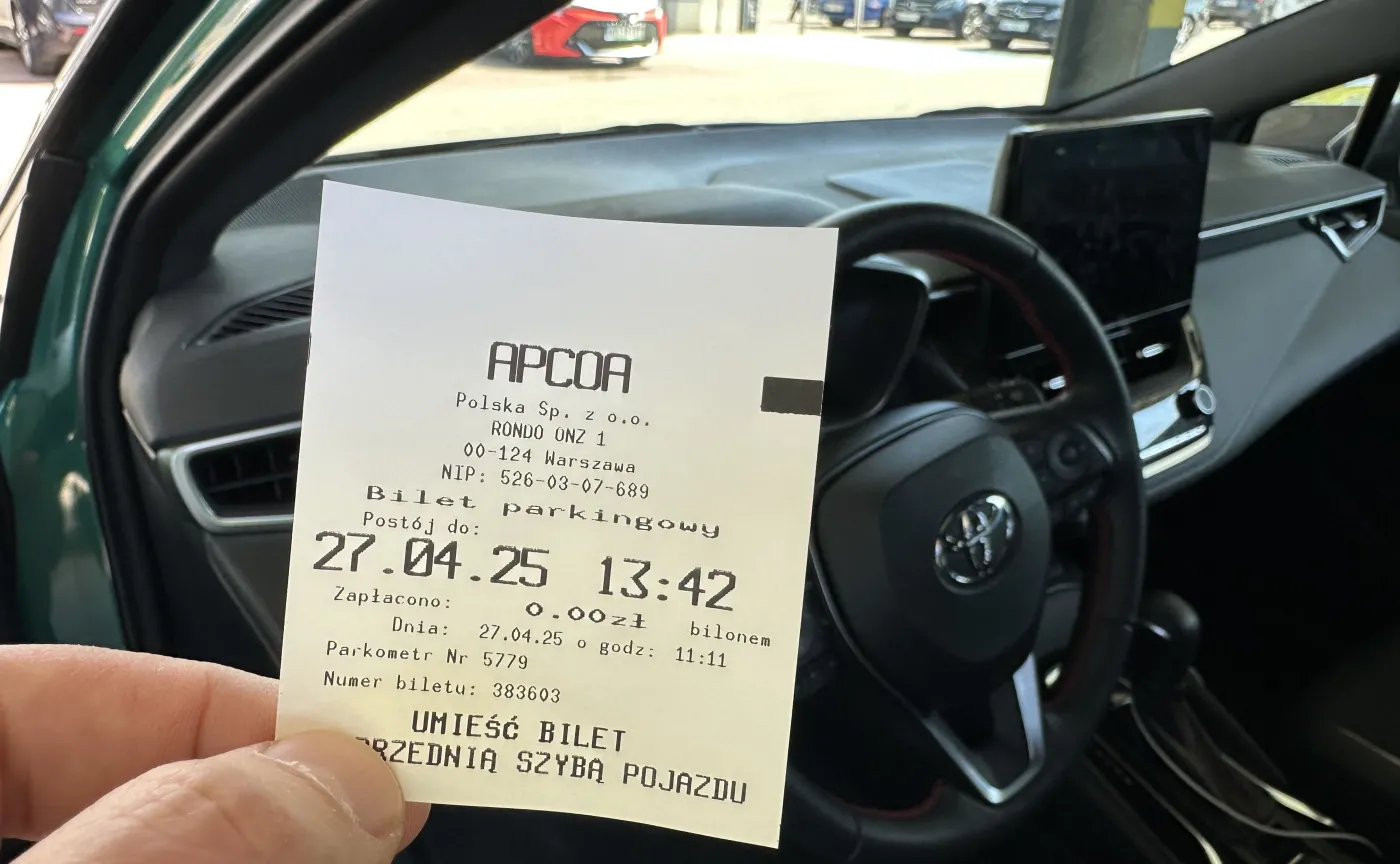 APCOA
Polska Sp. z o.o.
RONDO ONZ 1
00-124 Warszawa
NIP: 526-03-07-689
Bilet parkingowy
Postój do:
27.04.25 13:42
Zapłacono: 0.00zł bilonem
Dnia: 27.04.25 o godz: 11:11
Parkometr Nr 5779
Numer biletu: 383603
UMIEŚĆ BILET
RZEDNIĄ SZYBĄ POJAZDU